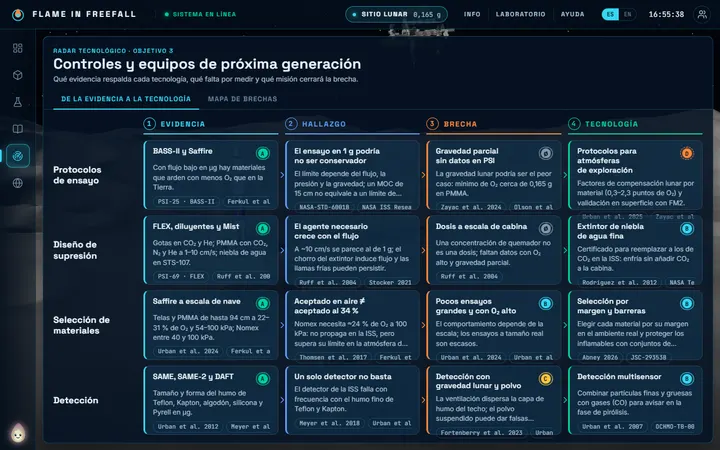 FLAME IN FREEFALL
SISTEMA EN LÍNEA
SITIO LUNAR 0,165 g
INFO LABORATORIO AYUDA
ES EN
16:55:38
RADAR TECNOLÓGICO · OBJETIVO 3
Controles y equipos de próxima generación
Qué evidencia respalda cada tecnología, qué falta por medir y qué misión cerrará la brecha.
DE LA EVIDENCIA A LA TECNOLOGÍA MAPA DE BRECHAS
1 EVIDENCIA 2 HALLAZGO 3 BRECHA 4 TECNOLOGÍA
Protocolos
de ensayo
BASS-II y Saffire
A
Con flujo bajo en µg hay materiales
que arden con menos O₂ que en la
Tierra.
PSI-25 · BASS-II Ferkul et al
El ensayo en 1 g podría
no ser conservador
El límite depende del flujo, la
presión y la gravedad; un MOC de
15 cm no equivale a un límite de…
NASA-STD-6001B NASA ISS Resea
Gravedad parcial
sin datos en PSI
La gravedad lunar podría ser el peor
caso: mínimo de O₂ cerca de 0,165 g
en PMMA.
Zayac et al. 2024 Olson et al
Protocolos para
atmósferas
de exploración
Factores de compensación lunar por
material (0,3–2,3 puntos de O₂) y
validación en superficie con FM2.
Urban et al. 2025 Zayac et al
Diseño de
supresión
FLEX, diluyentes y Mist
A
Gotas en CO₂ y He; PMMA con CO₂,
N₂ y He a 1–10 cm/s; niebla de agua
en STS-107.
PSI-69 · FLEX Ruff et al. 200
El agente necesario
crece con el flujo
A ~10 cm/s se parece al de 1 g; el
chorro del extintor induce flujo y las
llamas frías pueden persistir.
Ruff et al. 2004 Stocker 2021
Dosis a escala de cabina
Una concentración de quemador no
es una dosis; faltan datos con O₂
alto y gravedad parcial.
Ruff et al. 2004
Extintor de niebla
de agua fina
B
Certificado para reemplazar a los de
CO₂ en la ISS: enfría sin añadir CO₂
a la cabina.
Rodriguez et al. 2012 NASA Te
Selección de
materiales
Saffire a escala de nave
A
Telas y PMMA de hasta 94 cm a 22–
31 % de O₂ y 54–100 kPa; Nomex
entre 40 y 100 kPa.
Urban et al. 2024 Ferkul et a
Aceptado en aire ≠
aceptado al 34 %
Nomex necesita ~24 % de O₂ a 100
kPa: no propaga en la ISS, pero
supera su límite en la atmósfera d…
Thomsen et al. 2017 Ferkul et
Pocos ensayos
grandes y con O₂ alto
B
El comportamiento depende de la
escala; los ensayos a tamaño real
son escasos.
Urban et al. 2024 Urban et al
Selección por
margen y barreras
B
Elegir cada material por su margen
en el ambiente real y proteger los
inflamables con conjuntos de…
Abney 2026 JSC-29353B
Detección
SAME, SAME-2 y DAFT
A
Tamaño y forma del humo de
Teflon, Kapton, algodón, silicona y
Pyrell en µg.
Urban et al. 2012 Meyer et al
Un solo detector no basta
El detector de la ISS falla con
frecuencia con el humo fino de
Teflon y Kapton.
Meyer et al. 2018 Urban et al
Detección con
gravedad lunar y polvo
C
La ventilación dispersa la capa de
humo del techo; el polvo
suspendido puede dar falsas…
Fortenberry et al. 2023 Urban
Detección multisensor
B
Combinar partículas finas y gruesas
con gases (CO) para avisar en la
fase de pirólisis.
Urban et al. 2007 OCHMO-TB-00